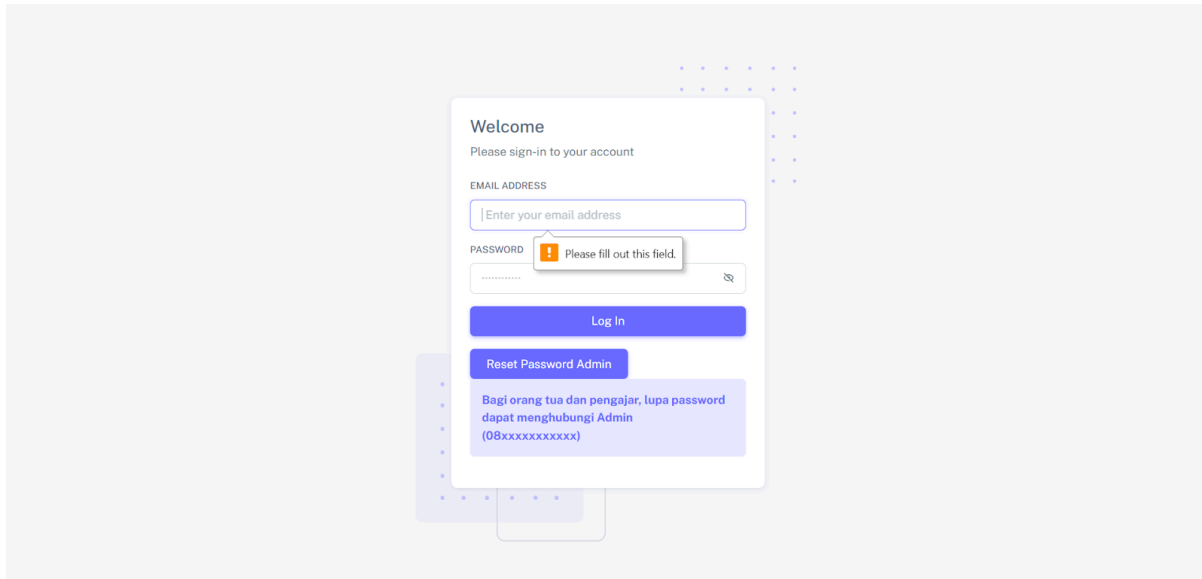 Welcome
Please sign-in to your account
EMAIL ADDRESS
Enter your email address
PASSWORD
Please fill out this field.
············
Log In
Reset Password Admin
Bagi orang tua dan pengajar, lupa password
dapat menghubungi Admin
(08xxxxxxxxxxx)